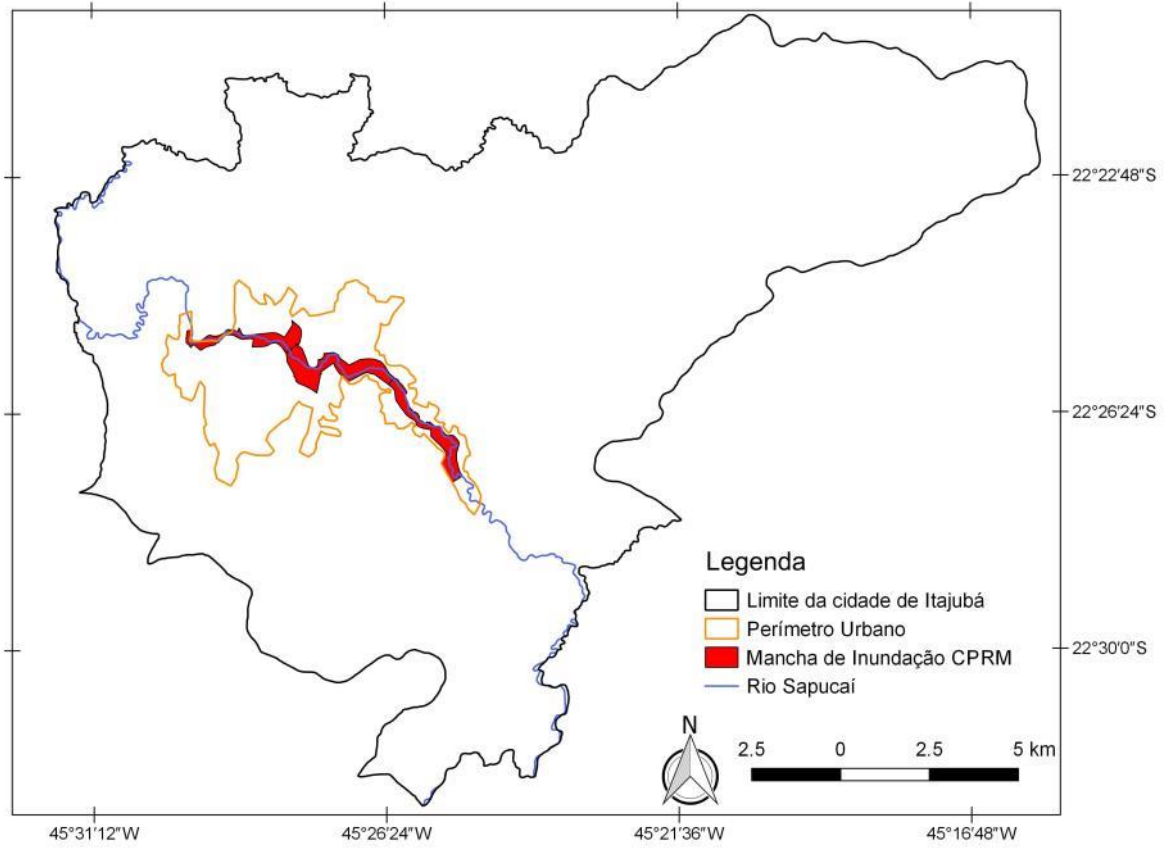 22°22'48"S
22°26'24"S
Legenda
Limite da cidade de Itajubá
Perímetro Urbano
Mancha de Inundação CPRM
Rio Sapucaí
22°30'0"S
N
2.5 0 2.5 5 km
45°31'12"W 45°26'24"W 45°21'36"W 45°16'48"W